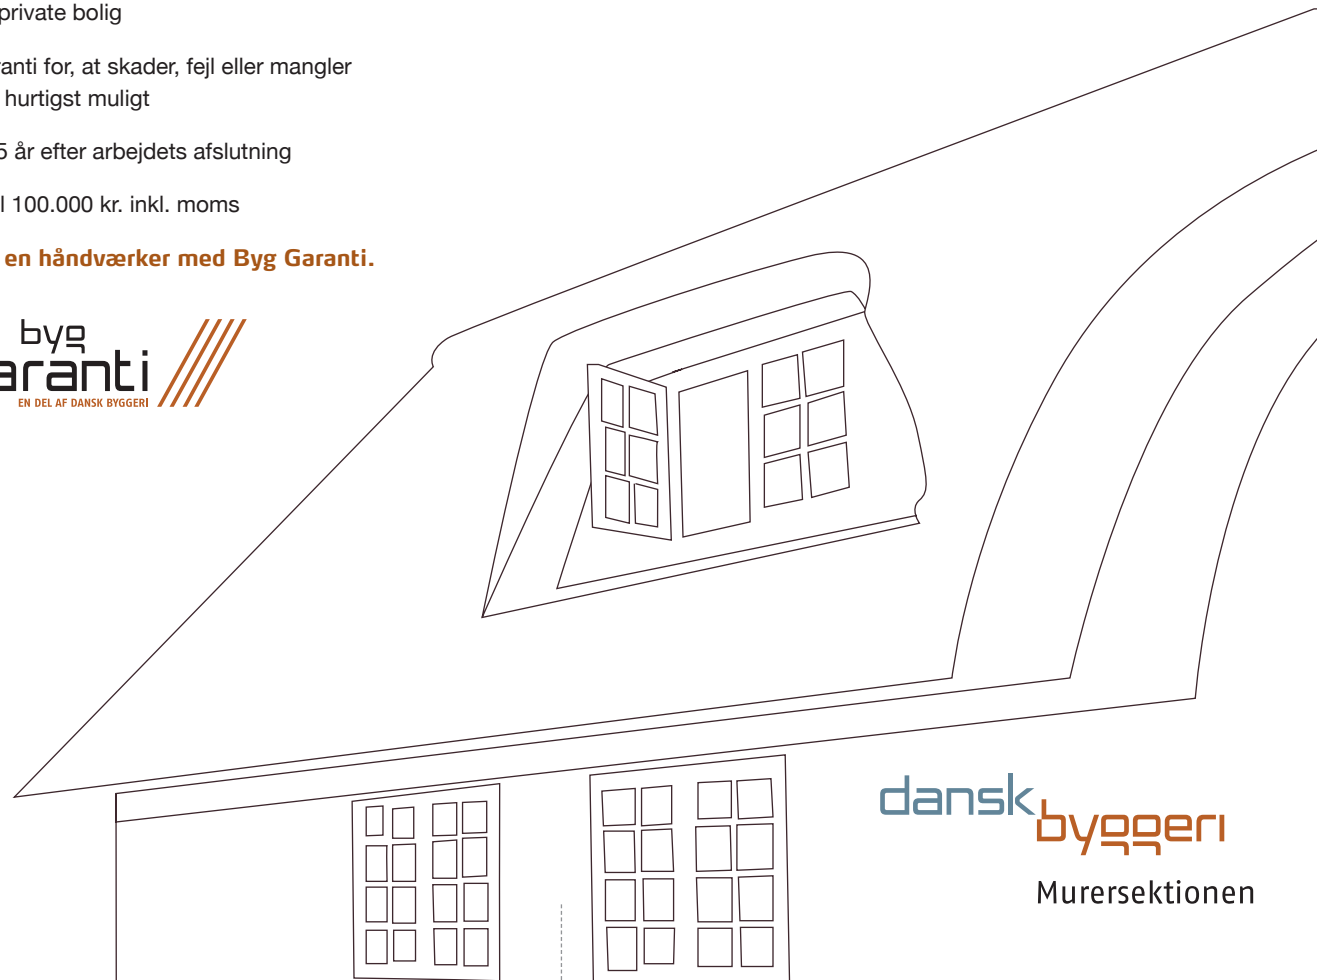 private bolig
anti for, at skader, fejl eller mangler
hurtigst muligt
5 år efter arbejdets afslutning
l 100.000 kr. inkl. moms
en håndværker med Byg Garanti.
byg
aranti
EN DEL AF DANSK BYGGERI
dansk
byggeri
Murersektionen